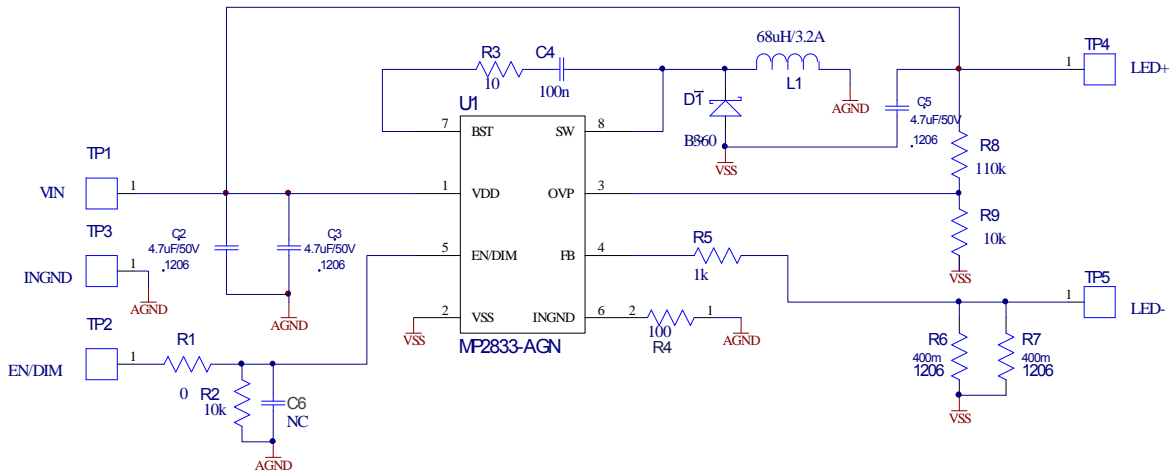 68uH/3.2A
L1
AGND
R3
10
C4
100n
U1
7
BST
SW
8
D1
B360
VSS
C5
4.7uF/50V
1206
TP4
1
LED+
R8
110k
TP1
VIN
1
1
VDD
OVP
3
R9
10k
VSS
TP3
INGND
1
AGND
C2
4.7uF/50V
1206
C3
4.7uF/50V
1206
AGND
5
EN/DIM
FB
4
R5
1k
TP5
1
LED-
2
VSS
VSS
INGND
6
2
100
R4
1
AGND
MP2833-AGN
R6
400m
1206
R7
400m
1206
VSS
TP2
EN/DIM
1
R1
0
R2
10k
C6
NC
AGND